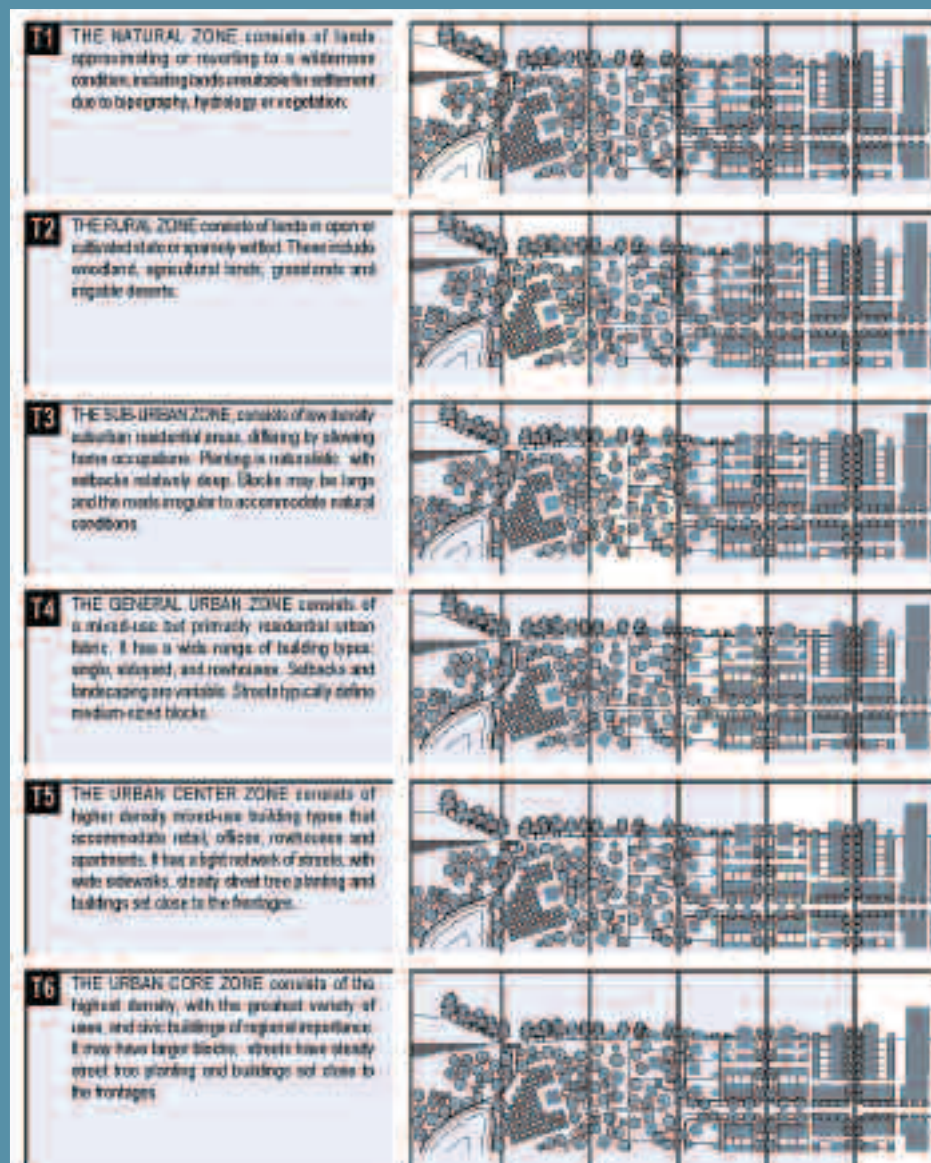 T1 THE NATURAL ZONE consists of lands
approximating or reverting to a wilderness
condition, including lands unsuitable for settlement
due to topography, hydrology or vegetation.
T2 THE RURAL ZONE consists of lands in open or
cultivated state or sparsely settled. These include
woodland, agricultural lands, grasslands and
irrigable deserts.
T3 THE SUB-URBAN ZONE, consists of low density
suburban residential areas, differing by allowing
home occupations. Planting is naturalistic with
setbacks relatively deep. Blocks may be large
and the roads irregular to accommodate natural
conditions.
T4 THE GENERAL URBAN ZONE consists of
a mixed-use but primarily residential urban
fabric. It has a wide range of building types:
single, sideyard, and rowhouses. Setbacks and
landscaping are variable. Streets typically define
medium-sized blocks.
T5 THE URBAN CENTER ZONE consists of
higher density mixed-use building types that
accommodate retail, offices, rowhouses and
apartments. It has a tight network of streets, with
wide sidewalks, steady street tree planting and
buildings set close to the frontages.
T6 THE URBAN CORE ZONE consists of the
highest density, with the greatest variety of
uses, and civic buildings of regional importance.
It may have larger blocks; streets have steady
street tree planting and buildings set close to
the frontages.